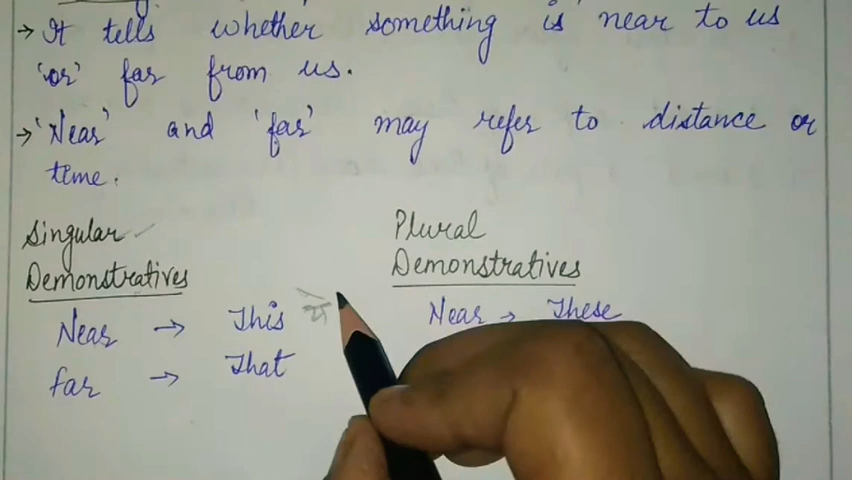 → It tells whether something is near to us
'or' far from us.
→ 'Near' and 'far' may refer to distance or
time.
Singular
Demonstratives
Near → This
far → That
Plural
Demonstratives
Near → These